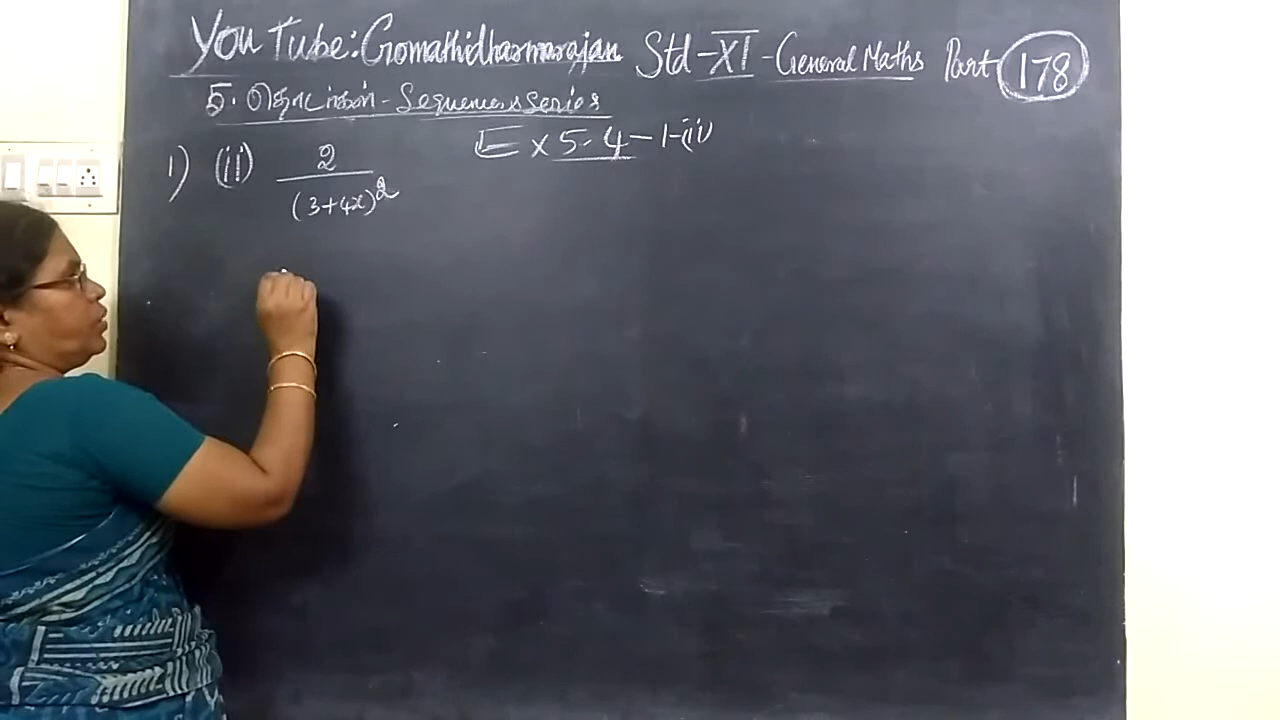 YouTube: Gomathidharmarajan Std-XI-General Maths Part 178
5. தொடர்கள் - Sequences & series
Ex 5.4-1-(ii)
1) (ii) 2/(3+4x)²